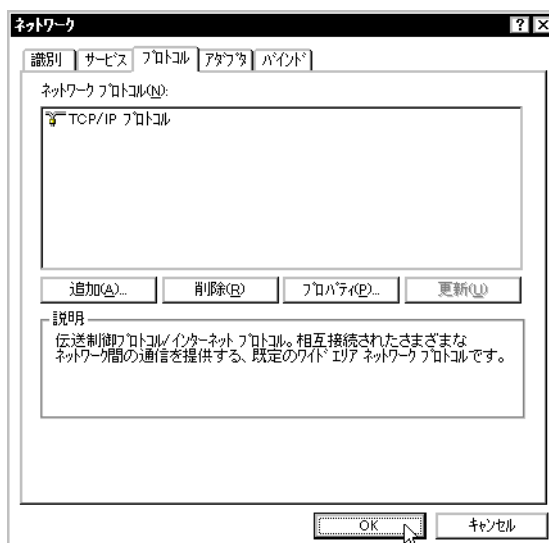 ﾈｯﾄﾜｰｸ
識別
ｻｰﾋﾞｽ
ﾌﾟﾛﾄｺﾙ
ｱﾀﾞﾌﾟﾀ
ﾊﾞｲﾝﾄﾞ
ﾈｯﾄﾜｰｸ ﾌﾟﾛﾄｺﾙ(N):
TCP/IP ﾌﾟﾛﾄｺﾙ
追加(A)...
削除(R)
ﾌﾟﾛﾊﾟﾃｨ(P)...
更新(U)
説明
伝送制御ﾌﾟﾛﾄｺﾙ/ｲﾝﾀｰﾈｯﾄ ﾌﾟﾛﾄｺﾙ。相互接続されたさまざまな
ﾈｯﾄﾜｰｸ間の通信を提供する、既定のﾜｲﾄﾞ ｴﾘｱ ﾈｯﾄﾜｰｸ ﾌﾟﾛﾄｺﾙです。
OK
ｷｬﾝｾﾙ